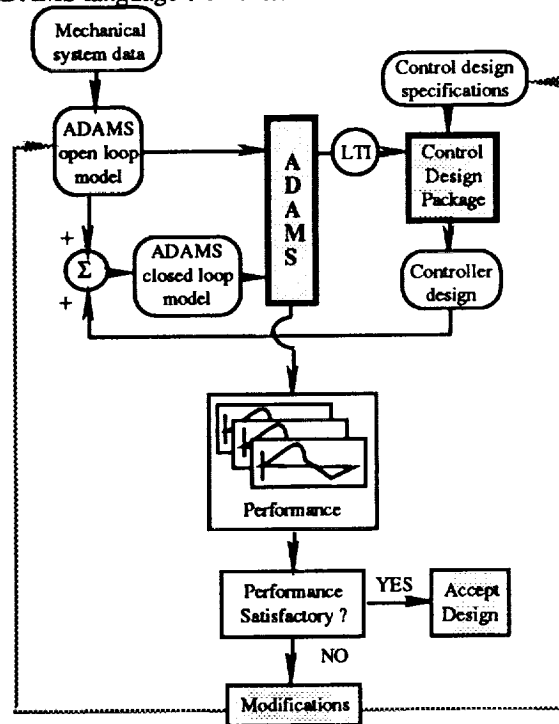 Mechanical
system data
Control design
specifications
ADAMS
open loop
model
ADAMS
LTI
Control
Design
Package
+
Σ
+
ADAMS
closed loop
model
Controller
design
Performance
Performance
Satisfactory ?
YES
Accept
Design
NO
Modifications